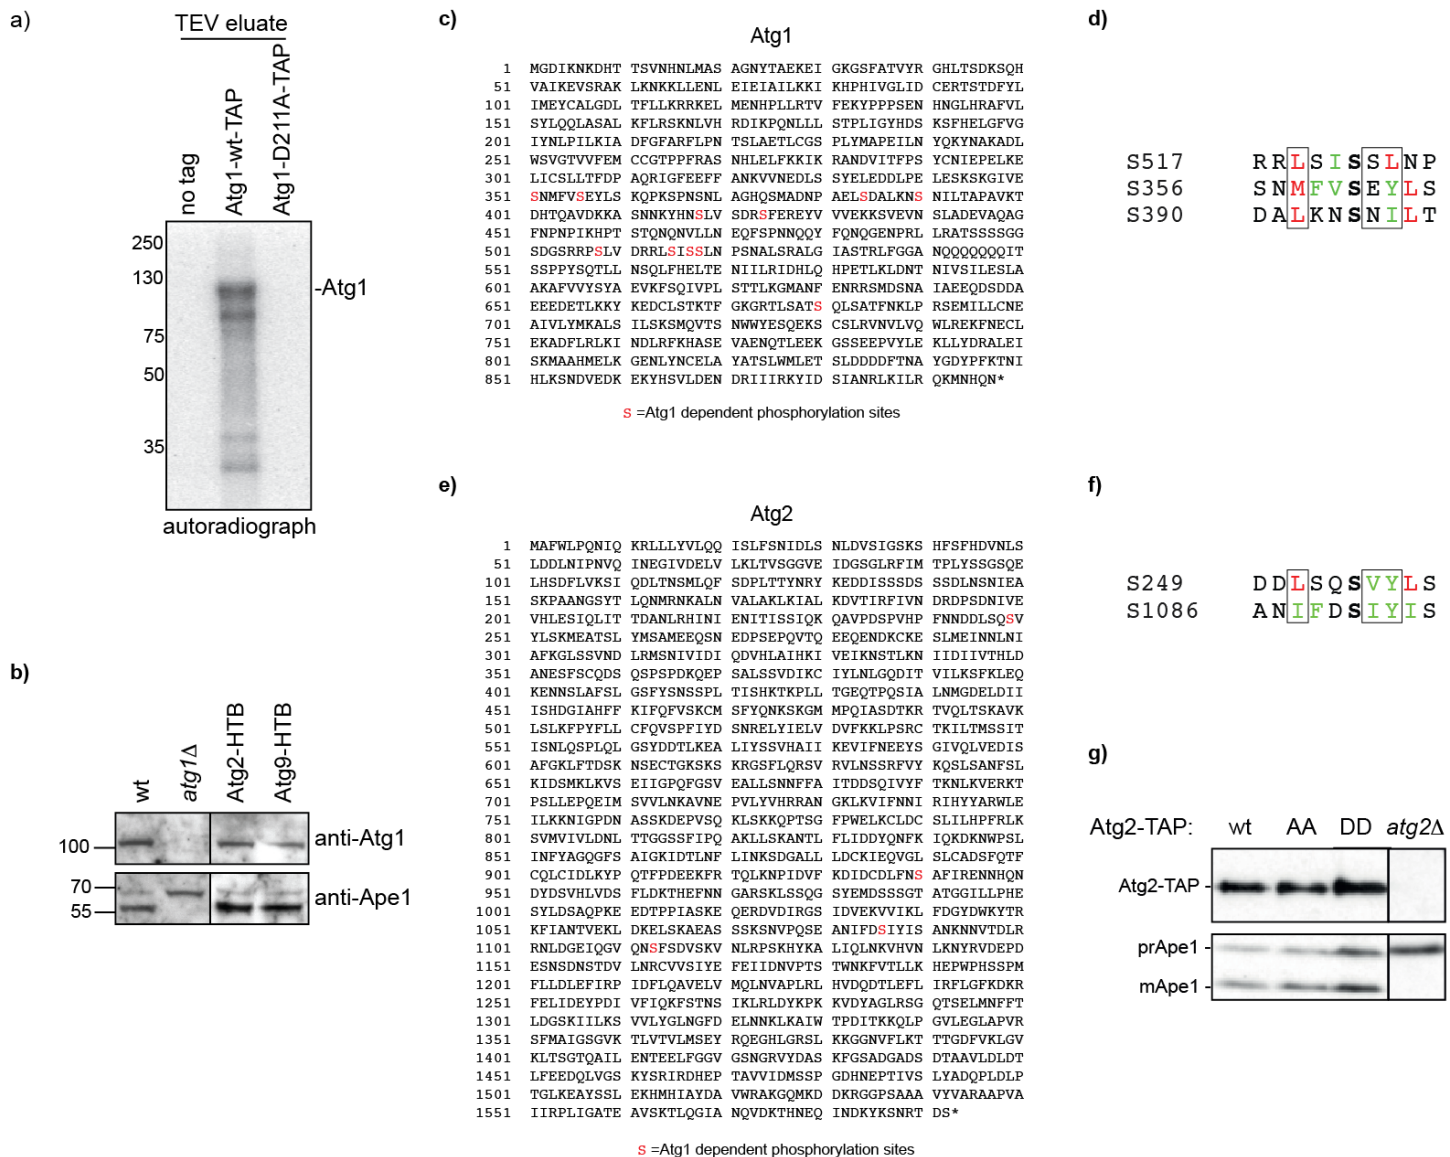 a)
TEV eluate
no tag
Atg1-wt-TAP
Atg1-D211A-TAP
250
130
75
50
35
-Atg1
autoradiograph
b)
wt
atg1Δ
Atg2-HTB
Atg9-HTB
100
anti-Atg1
70
55
anti-Ape1
c)
Atg1
1 MGDIKNKDHT TSVNHNLMAS AGNYTAEKEI GKGSFATVYR GHLTSDKSQH
51 VAIKEVSRAK LKNKKLLENL EIEIAILKKI KHPHIVGLID CERTSTDFYL
101 IMEYCALGDL TFLLKRRKEL MENHPLLRTV FEKYPPPSEN HNGLHRAFVL
151 SYLQQLASAL KFLRSKNLVH RDIKPQNLLL STPLIGYHDS KSFHELGFVG
201 IYNLPILKIA DFGFARFLPN TSLAETLCGS PLYMAPEILN YQKYNAKADL
251 WSVGTVVFEM CCGTPPFRAS NHLELFKKIK RANDVITFPS YCNIEPELKE
301 LICSLLTFDP AQRIGFEEFF ANKVVNEDLS SYELEDDLPE LESKSKGIVE
351 SNMFVSEYLS KQPKSPNSNL AGHQSMADNP AELSDALKNS NILTAPAVKT
401 DHTQAVDKKA SNNKYHNSLV SDRSFEREYV VVEKKSVEVN SLADEVAQAG
451 FNPNPIKHPT STQNQNVLLN EQFSPNNQQY FQNQGENPRL LRATSSSSGG
501 SDGSRRPSLV DRRLSISSLN PSNALSRALG IASTRLFGGA NQQQQQQQIT
551 SSPPYSQTLL NSQLFHELTE NIILRIDHLQ HPETLKLDNT NIVSILESLA
601 AKAFVVYSYA EVKFSQIVPL STTLKGMANF ENRRSMDSNA IAEEQDSDDA
651 EEEDETLKKY KEDCLSTKTF GKGRTLSATS QLSATFNKLP RSEMILLCNE
701 AIVLYMKALS ILSKSMQVTS NWWYESQEKS CSLRVNVLVQ WLREKFNECL
751 EKADFLRLKI NDLRFKHASE VAENQTLEEK GSSEEPVYLE KLLYDRALEI
801 SKMAAHMELK GENLYNCELA YATSLWMLET SLDDDDFTNA YGDYPFKTNI
851 HLKSNDVEDK EKYHSVLDEN DRIIIRKYID SIANRLKILR QKMNHQN*
S =Atg1 dependent phosphorylation sites
d)
S517 RRLSISSLNP
S356 SNMFVSEYLS
S390 DALKNSNILT
e)
Atg2
1 MAFWLPQNIQ KRLLLYVLQQ ISLFSNIDLS NLDVSIGSKS HFSFHDVNLS
51 LDDLNIPNVQ INEGIVDELV LKLTVSGGVE IDGSGLRFIM TPLYSSGSQE
101 LHSDFLVKSI QDLTNSMLQF SDPLTTYNRY KEDDISSSDS SSDLNSNIEA
151 SKPAANGSYT LQNMRNKALN VALAKLKIAL KDVTIRFIVN DRDPSDNIVE
201 VHLESIQLIT TDANLRHINI ENITISSIQK QAVPDSPVHP FNNDDLSQSV
251 YLSKMEATSL YMSAMEEQSN EDPSEPQVTQ EEQENDKCKE SLMEINNLNI
301 AFKGLSSVND LRMSNIVIDI QDVHLAIHKI VEIKNSTLKN IIDIIVTHLD
351 ANESFSCQDS QSPSPDKQEP SALSSVDIKC IYLNLGQDIT VILKSFKLEQ
401 KENNSLAFSL GSFYSNSSPL TISHKTKPLL TGEQTPQSIA LNMGDELDII
451 ISHDGIAHFF KIFQFVSKCM SFYQNKSKGM MPQIASDTKR TVQLTSKAVK
501 LSLKFPYFLL CFQVSPFIYD SNRELYIELV DVFKKLPSRC TKILTMSSIT
551 ISNLQSPLQL GSYDDTLKEA LIYSSVHAII KEVIFNEEYS GIVQLVEDIS
601 AFGKLFTDSK NSECTGKSKS KRGSFLQRSV RVLNSSRFVY KQSLSANFSL
651 KIDSMKLKVS EIIGPQFGSV EALLSNNFFA ITDDSQIVYF TKNLKVERKT
701 PSLLEPQEIM SVVLNKAVNE PVLYVHRRAN GKLKVIFNNI RIHYYARWLE
751 ILKKNIGPDN ASSKDEPVSQ KLSKKQPTSG FPWELKCLDC SLILHPFRLK
801 SVMVIVLDNL TTGGSSFIPQ AKLLSKANTL FLIDDYQNFK IQKDKNWPSL
851 INFYAGQGFS AIGKIDTLNF LINKSDGALL LDCKIEQVGL SLCADSFQTF
901 CQLCIDLKYP QTFPDEEKFR TQLKNPIDVF KDIDCDLFNS AFIRENNHQN
951 DYDSVHLVDS FLDKTHEFNN GARSKLSSQG SYEMDSSSGT ATGGILLPHE
1001 SYLDSAQPKE EDTPPIASKE QERDVDIRGS IDVEKVVIKL FDGYDWKYTR
1051 KFIANTVEKL DKELSKAEAS SSKSNVPQSE ANIFDSIYIS ANKNNVTDLR
1101 RNLDGEIQGV QNSFSDVSKV NLRPSKHYKA LIQLNKVHVN LKNYRVDEPD
1151 ESNSDNSTDV LNRCVVSIYE FEIIDNVPTS TWNKFVTLLK HEPWPHSSPM
1201 FLLDLEFIRP IDFLQAVELV MQLNVAPLRL HVDQDTLEFL IRFLGFKDKR
1251 FELIDEYPDI VFIQKFSTNS IKLRLDYKPK KVDYAGLRSG QTSELMNFFT
1301 LDGSKIILKS VVLYGLNGFD ELNNKLKAIW TPDITKKQLP GVLEGLAPVR
1351 SFMAIGSGVK TLVTVLMSEY RQEGHLGRSL KKGGNVFLKT TTGDFVKLGV
1401 KLTSGTQAIL ENTEELFGGV GSNGRVYDAS KFGSADGADS DTAAVLDLDT
1451 LFEEDQLVGS KYSRIRDHEP TAVVIDMSSP GDHNEPTIVS LYADQPLDLP
1501 TGLKEAYSSL EKHMHIAYDA VWRAKGQMKD DKRGGPSAAA VYVARAAPVA
1551 IIRPLIGATE AVSKTLQGIA NQVDKTHNEQ INDKYKSNRT DS*
S =Atg1 dependent phosphorylation sites
f)
S249 DDLSQSVYLS
S1086 ANIFDSIYIS
g)
Atg2-TAP: wt AA DD atg2Δ
Atg2-TAP -
prApe1 -
mApe1 -